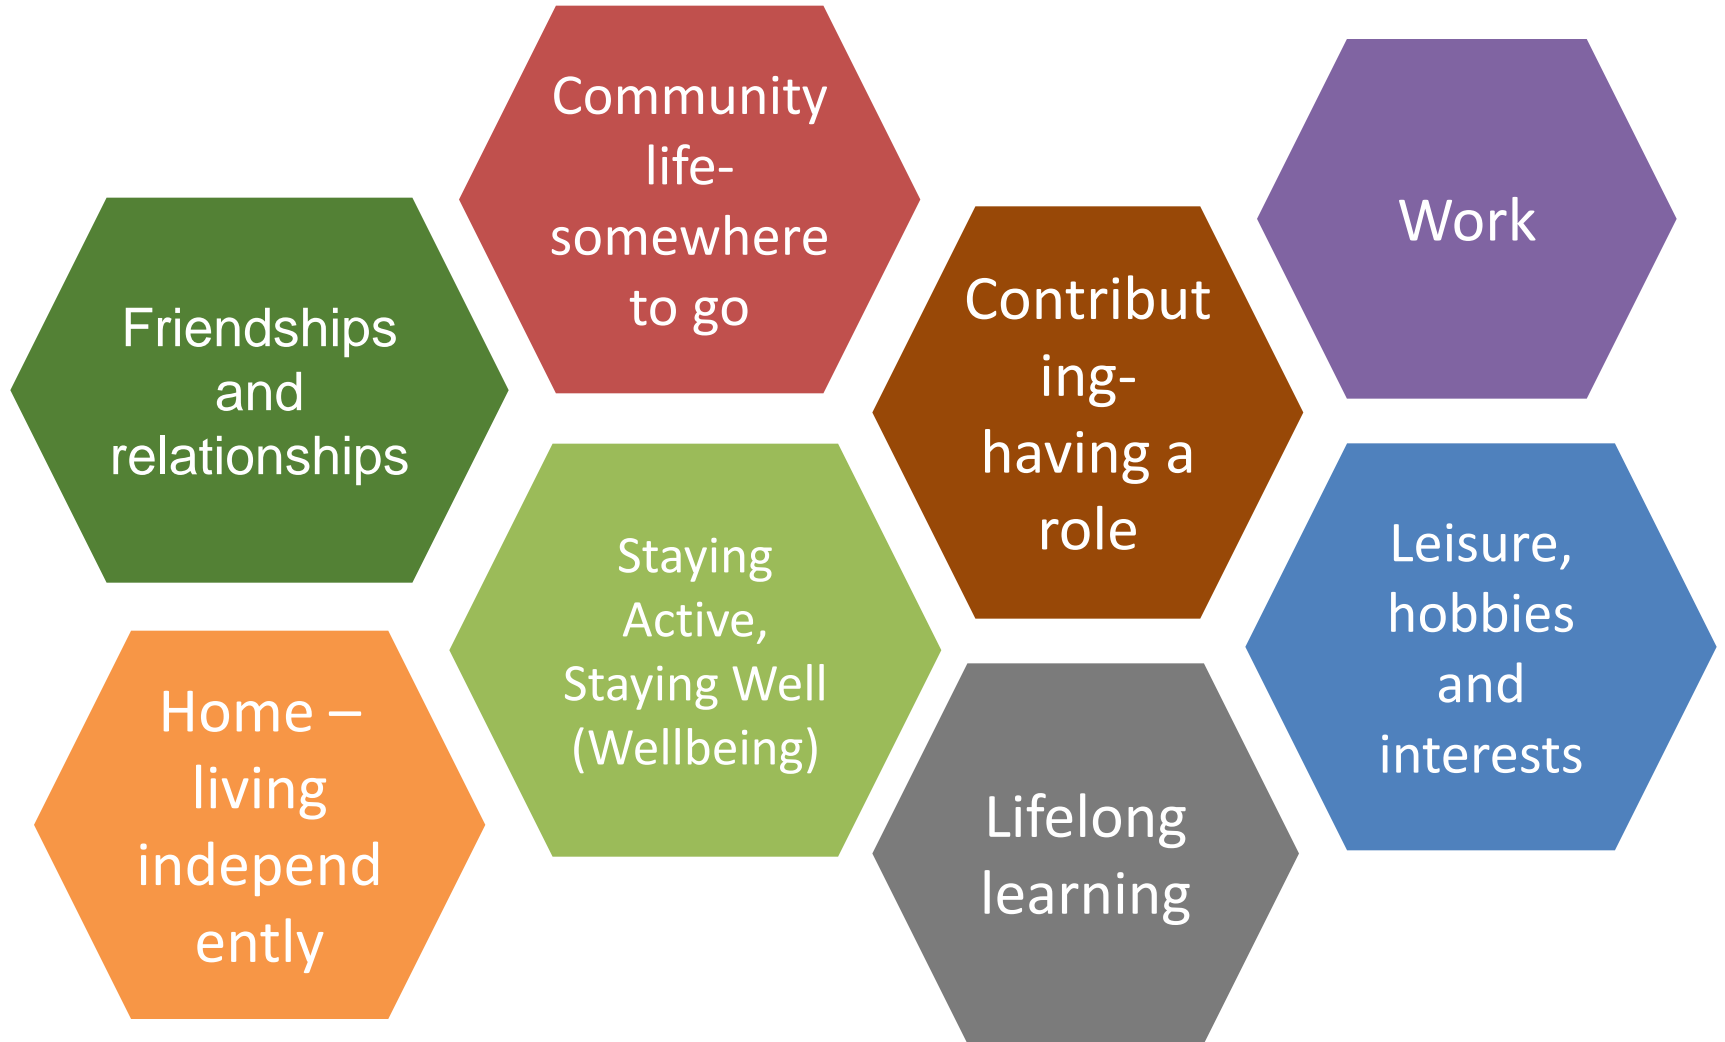 Community
life-
somewhere
to go
Work
Friendships
and
relationships
Contribut
ing-
having a
role
Staying
Active,
Staying Well
(Wellbeing)
Leisure,
hobbies
and
interests
Home –
living
independ
ently
Lifelong
learning